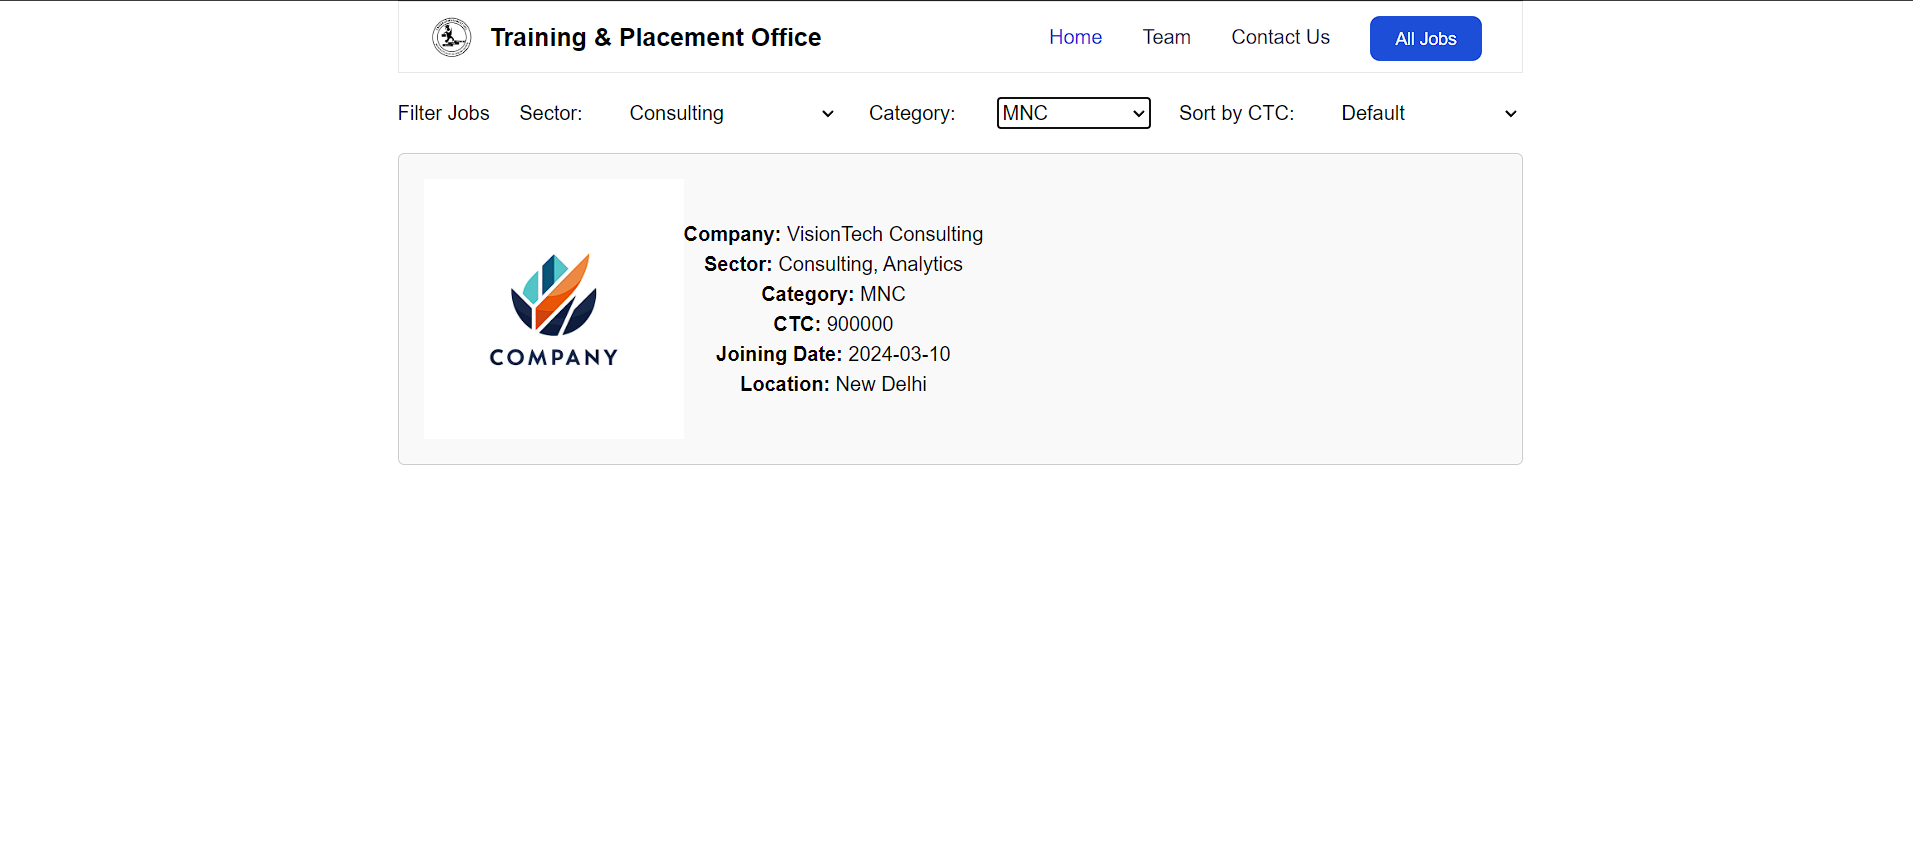 Training & Placement Office Home Team Contact Us All Jobs
Filter Jobs Sector: Consulting Category: MNC Sort by CTC: Default
COMPANY
Company: VisionTech Consulting
Sector: Consulting, Analytics
Category: MNC
CTC: 900000
Joining Date: 2024-03-10
Location: New Delhi